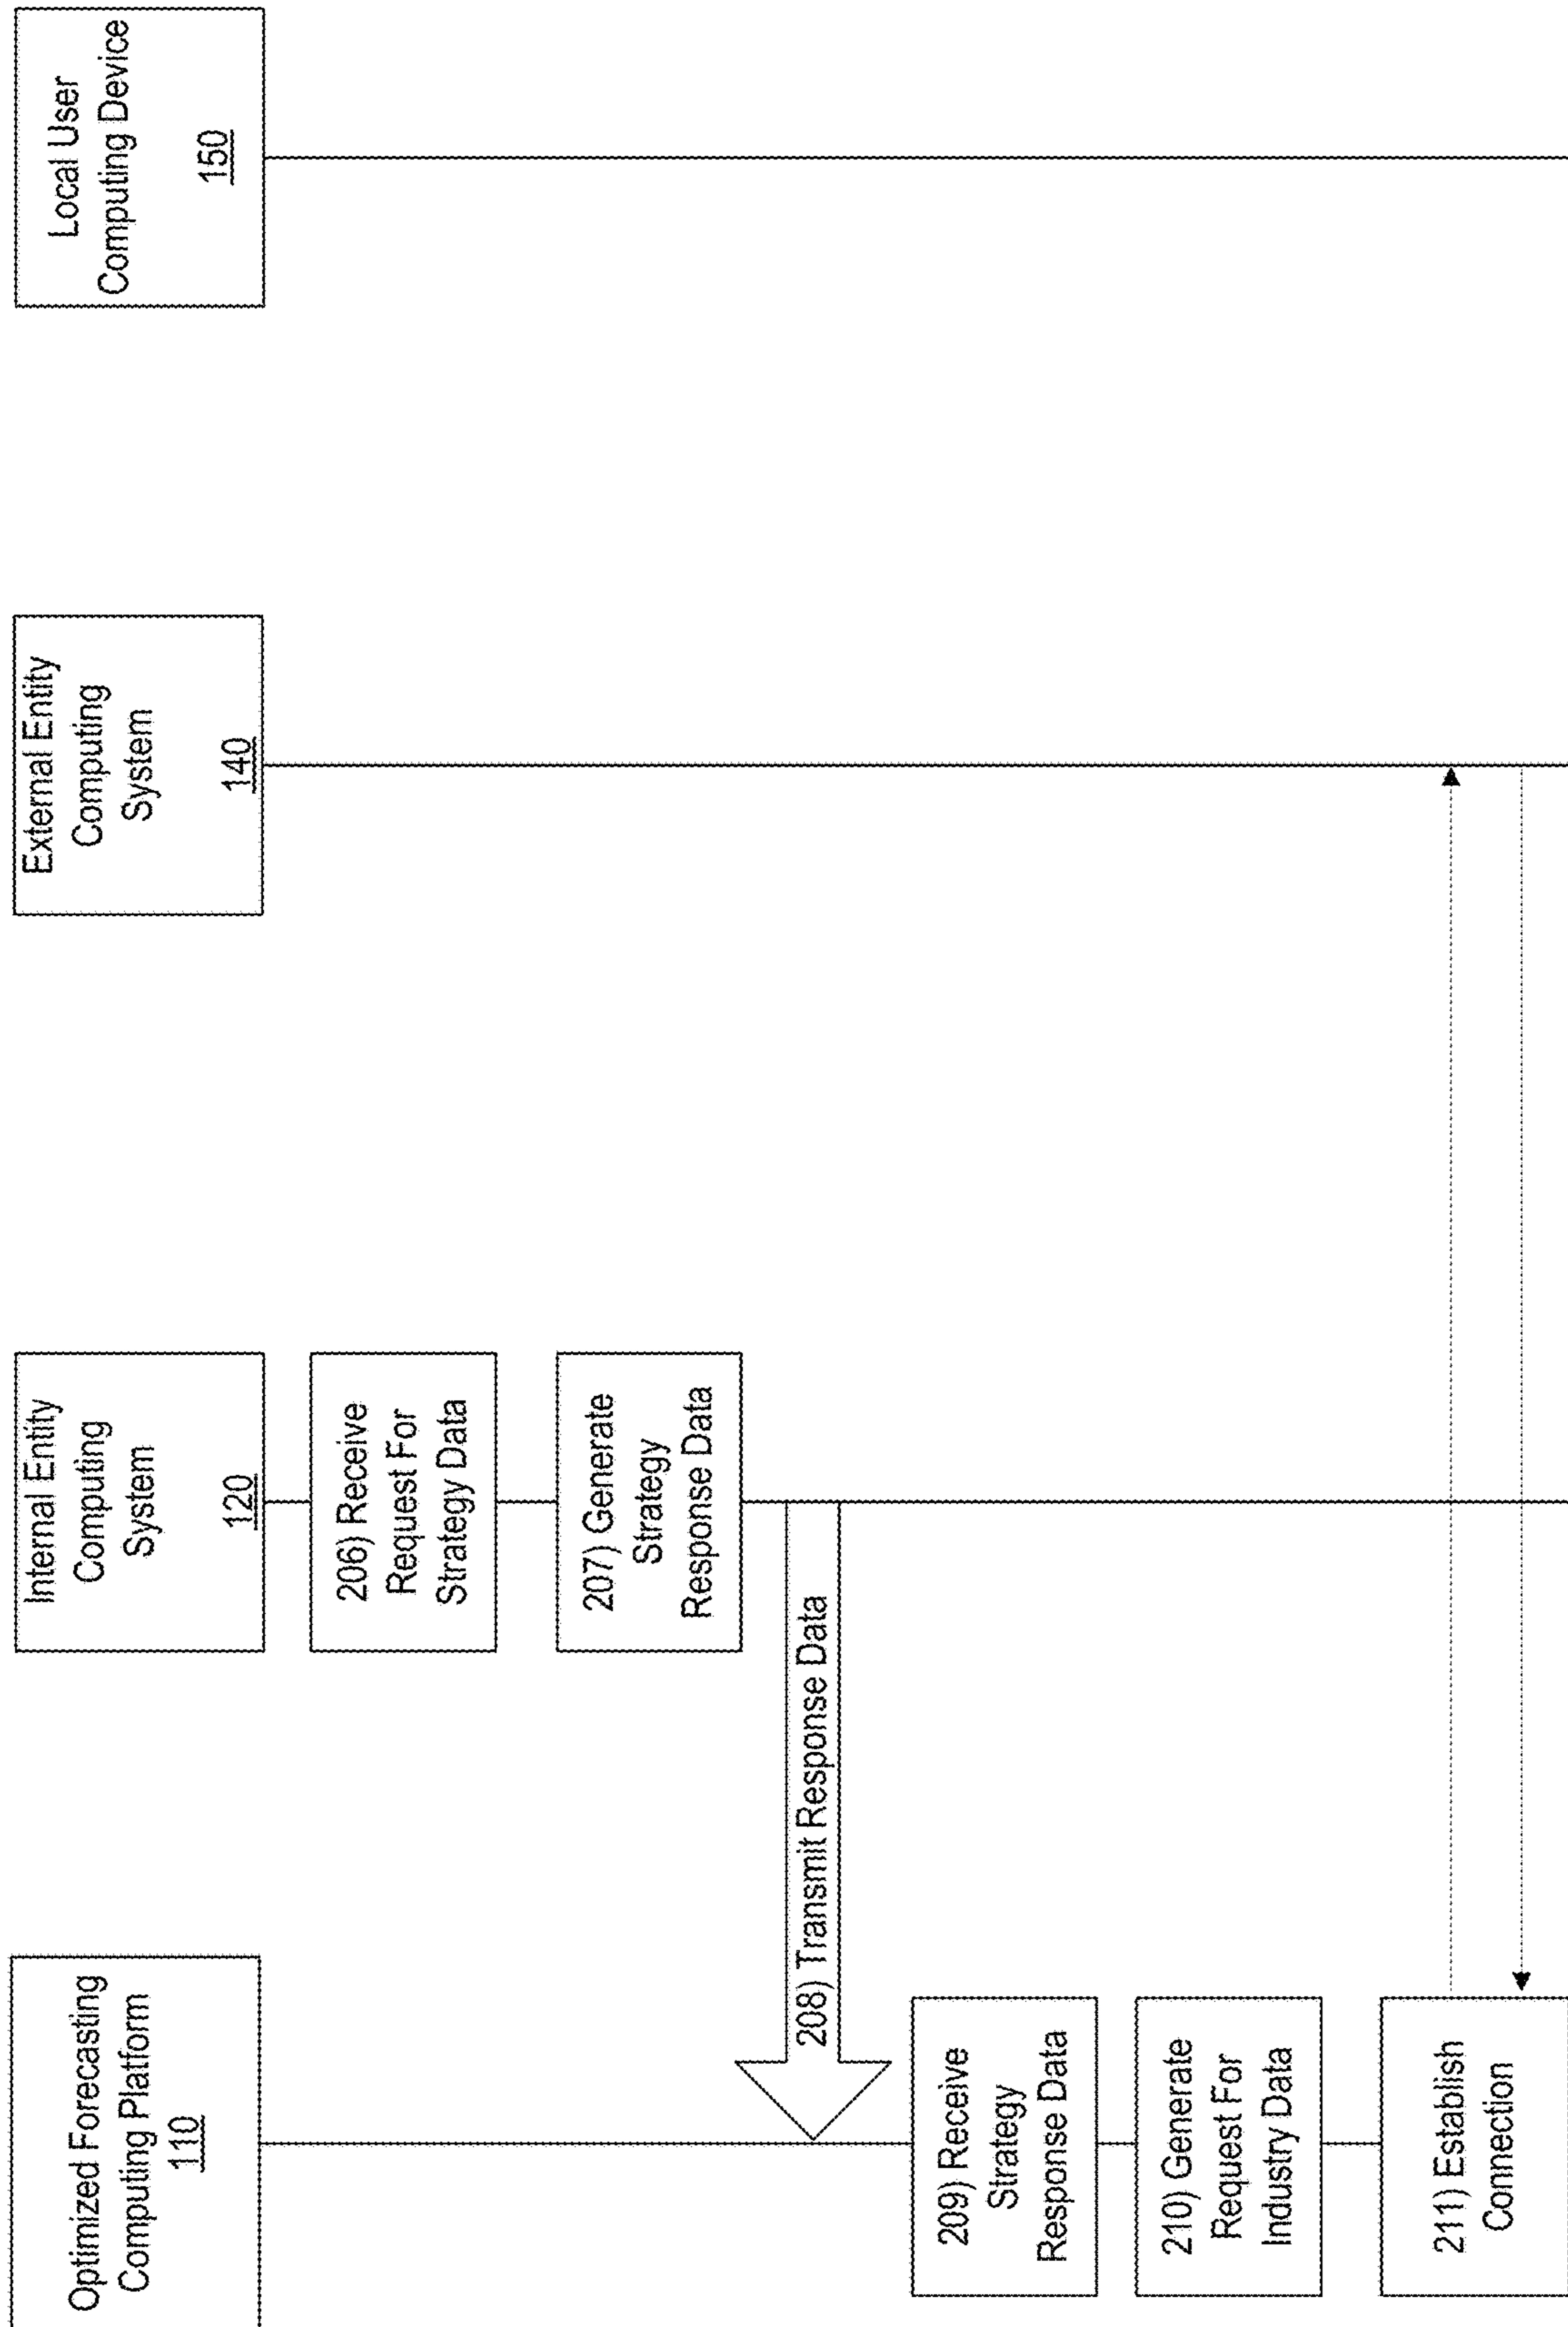 Optimized Forecasting
Computing Platform
110
Internal Entity
Computing
System
120
External Entity
Computing
System
140
Local User
Computing Device
150
206) Receive
Request For
Strategy Data
207) Generate
Strategy
Response Data
208) Transmit Response Data
209) Receive
Strategy
Response Data
210) Generate
Request For
Industry Data
211) Establish
Connection